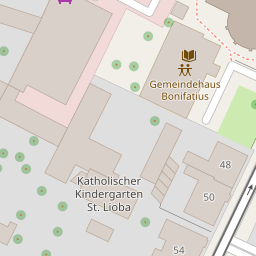 Gemeindehaus
Bonifatius
48
Katholischer
Kindergarten
St. Lioba
50
54